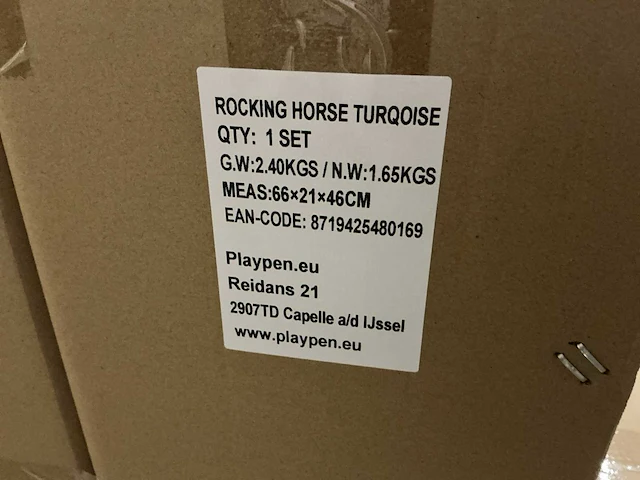 ROCKING HORSE TURQOISE
QTY: 1 SET
G.W:2.40KGS / N.W:1.65KGS
MEAS:66×21×46CM
EAN-CODE: 8719425480169
Playpen.eu
Reidans 21
2907TD Capelle a/d IJssel
www.playpen.eu